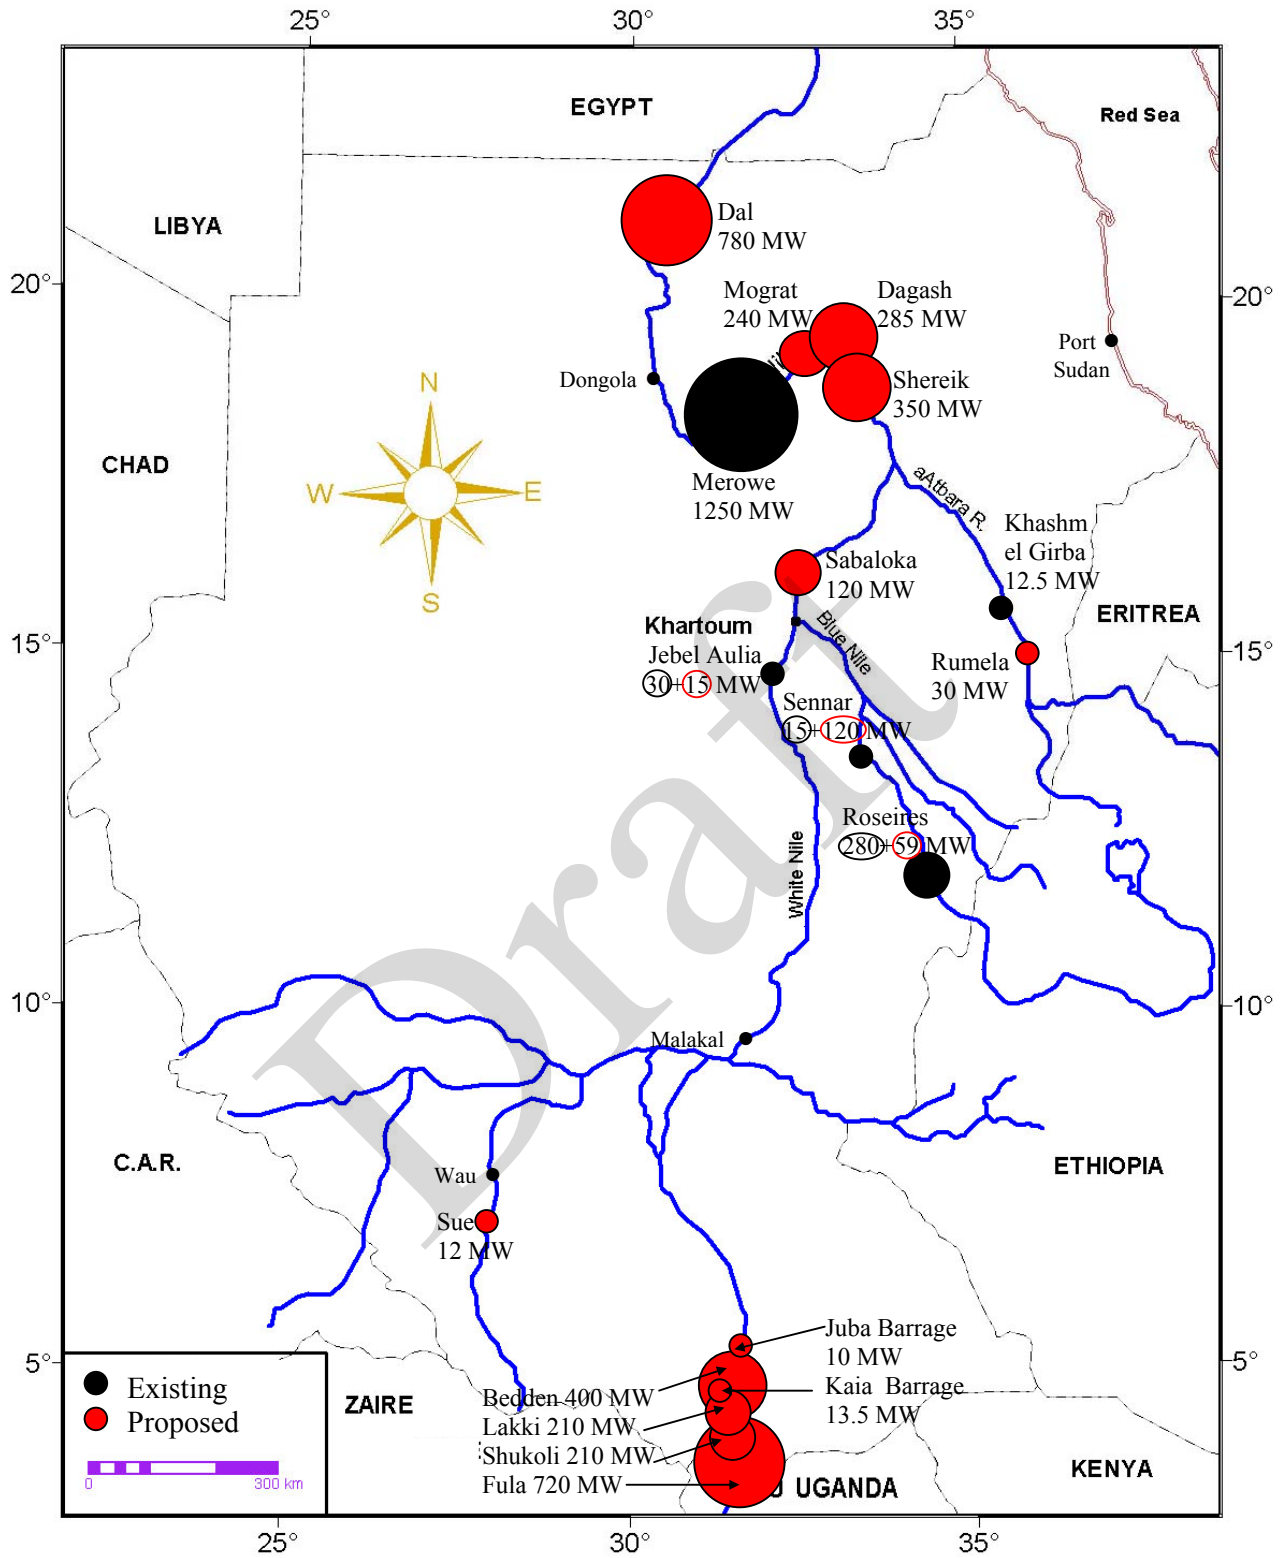 25°
30°
35°
EGYPT
Red Sea
LIBYA
Dal
780 MW
20°
20°
Mograt
240 MW
Dagash
285 MW
Port
Sudan
Dongola
Shereik
350 MW
N
W
E
S
CHAD
Merowe
1250 MW
aAtbara R.
Khashm
el Girba
12.5 MW
Sabaloka
120 MW
ERITREA
15°
15°
Khartoum
Blue Nile
Jebel Aulia
30+15 MW
Rumela
30 MW
Sennar
15+120 MW
Roseires
280+59 MW
White Nile
Draft
10°
10°
Malakal
C.A.R.
ETHIOPIA
Wau
Sue
12 MW
Juba Barrage
10 MW
5°
5°
Existing
Proposed
0
300 km
ZAIRE
Bedden 400 MW
Kaia Barrage
13.5 MW
Lakki 210 MW
Shukoli 210 MW
Fula 720 MW
UGANDA
KENYA
25°
30°
35°